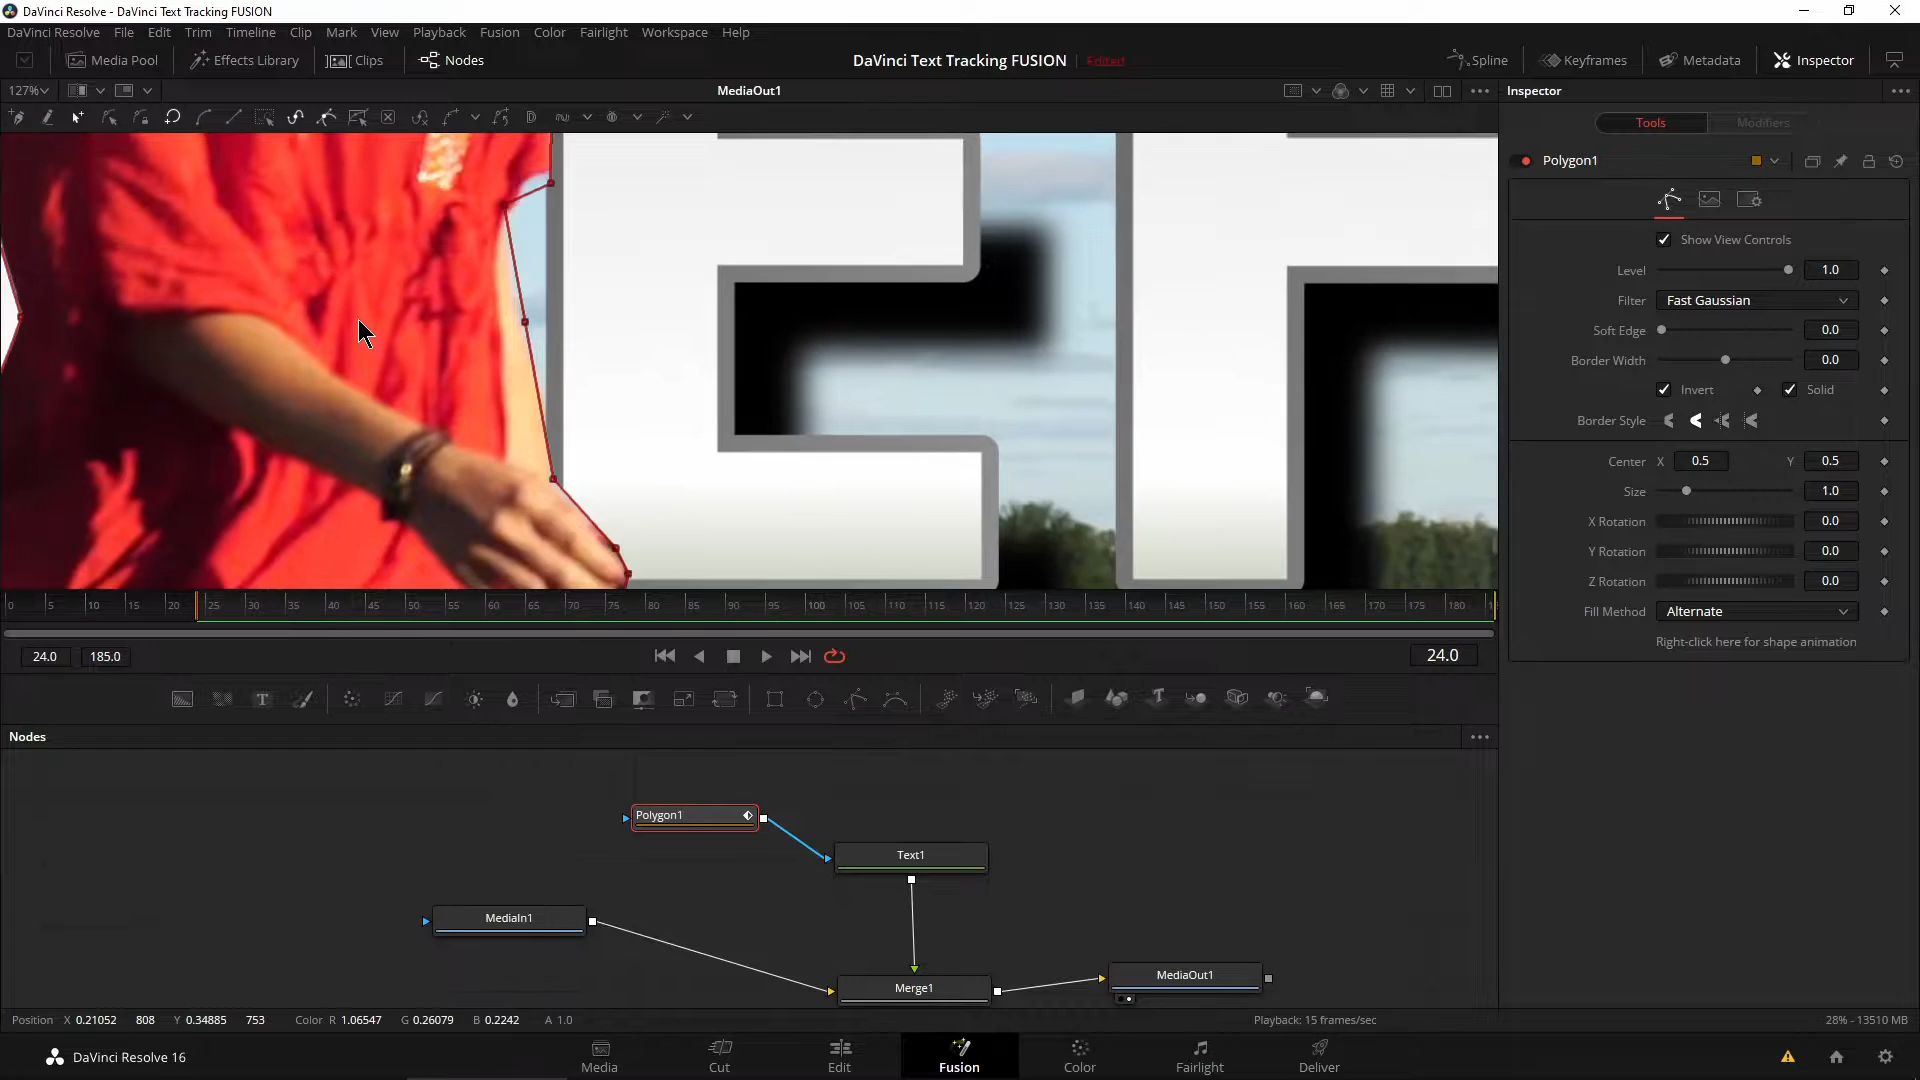 DaVinci Resolve - DaVinci Text Tracking FUSION
DaVinci Resolve File Edit Trim Timeline Clip Mark View Playback Fusion Color Fairlight Workspace Help
Media Pool Effects Library Clips Nodes DaVinci Text Tracking FUSION Edited Spline Keyframes Metadata Inspector
127% MediaOut1 Inspector
Tools Modifiers
Polygon1
Show View Controls
Level 1.0
Filter Fast Gaussian
Soft Edge 0.0
Border Width 0.0
Invert Solid
Border Style
Center X 0.5 Y 0.5
Size 1.0
X Rotation 0.0
Y Rotation 0.0
Z Rotation 0.0
Fill Method Alternate
Right-click here for shape animation
0 5 10 15 20 25 30 35 40 45 50 55 60 65 70 75 80 85 90 95 100 105 110 115 120 125 130 135 140 145 150 155 160 165 170 175 180
24.0 185.0 24.0
Nodes
Polygon1
Text1
MediaIn1
Merge1
MediaOut1
Position X 0.21052 808 Y 0.34885 753 Color R 1.06547 G 0.26079 B 0.2242 A 1.0 Playback: 15 frames/sec 28% - 13510 MB
DaVinci Resolve 16 Media Cut Edit Fusion Color Fairlight Deliver